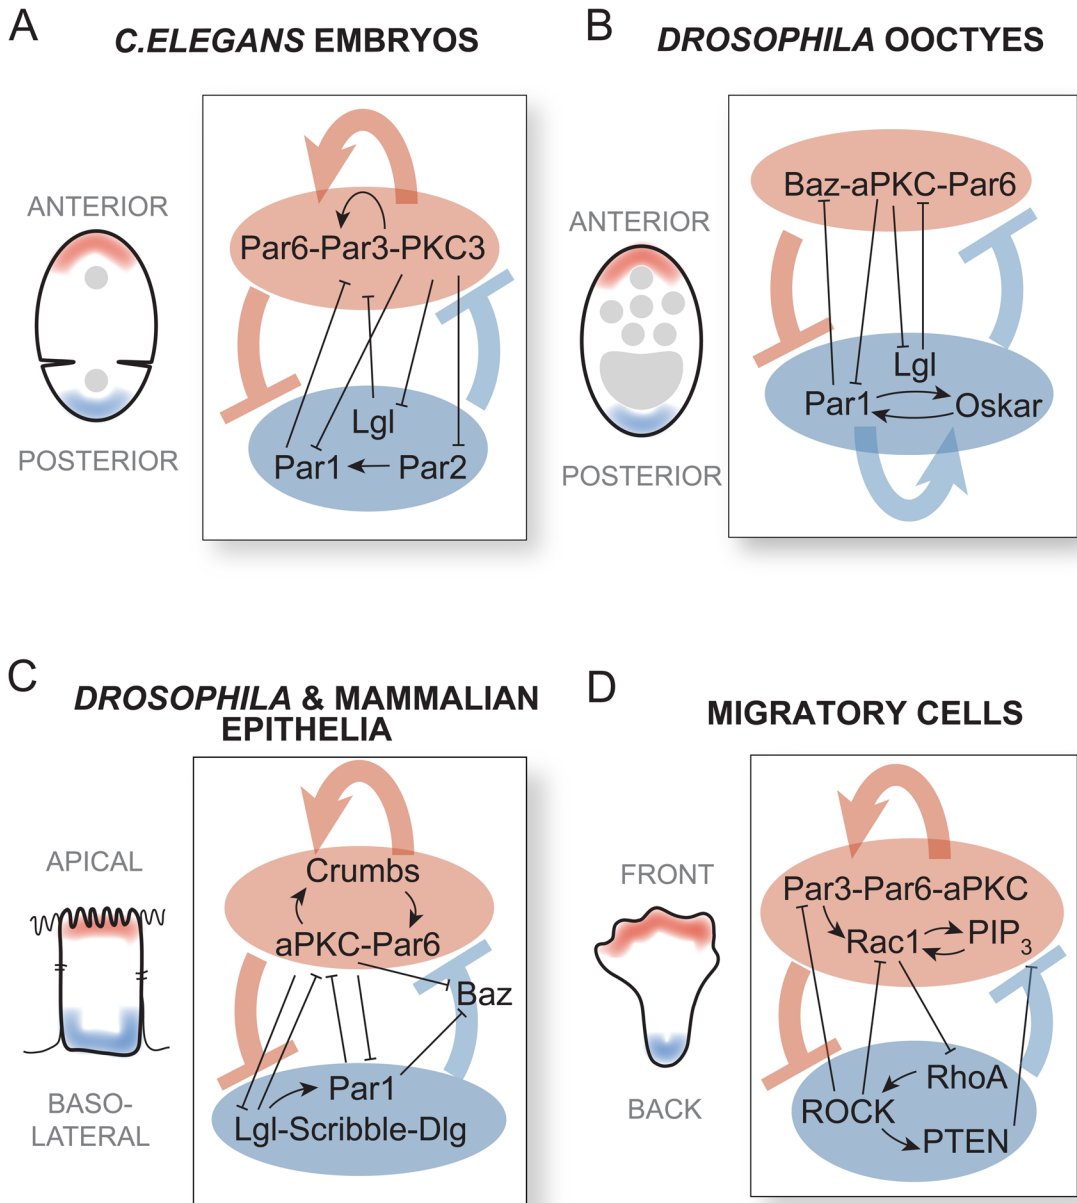 A
C.ELEGANS EMBRYOS
ANTERIOR
POSTERIOR
Par6-Par3-PKC3
Lgl
Par1
Par2
B
DROSOPHILA OOCTYES
ANTERIOR
POSTERIOR
Baz-aPKC-Par6
Lgl
Par1
Oskar
C
DROSOPHILA & MAMMALIAN
EPITHELIA
APICAL
BASO-
LATERAL
Crumbs
aPKC-Par6
Baz
Par1
Lgl-Scribble-Dlg
D
MIGRATORY CELLS
FRONT
BACK
Par3-Par6-aPKC
Rac1
PIP3
RhoA
ROCK
PTEN